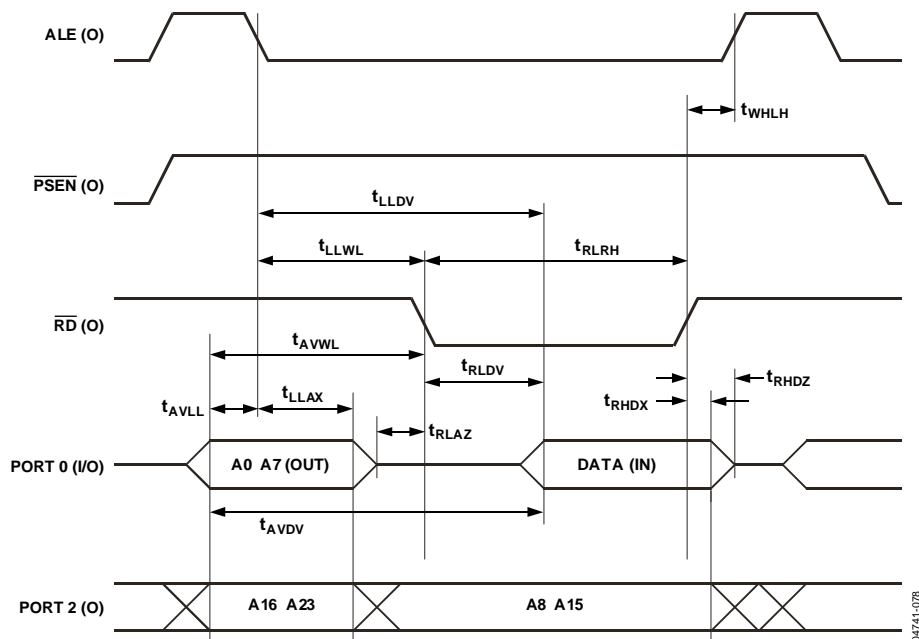 ALE (O)
tWHLH
PSEN (O)
tLLDV
tLLWL
tRLRH
RD (O)
tAVWL
tRLDV
tRHDZ
tAVLL
tLLAX
tRHDX
tRLAZ
PORT 0 (I/O)
A0 A7 (OUT)
DATA (IN)
tAVDV
PORT 2 (O)
A16 A23
A8 A15
04741-078